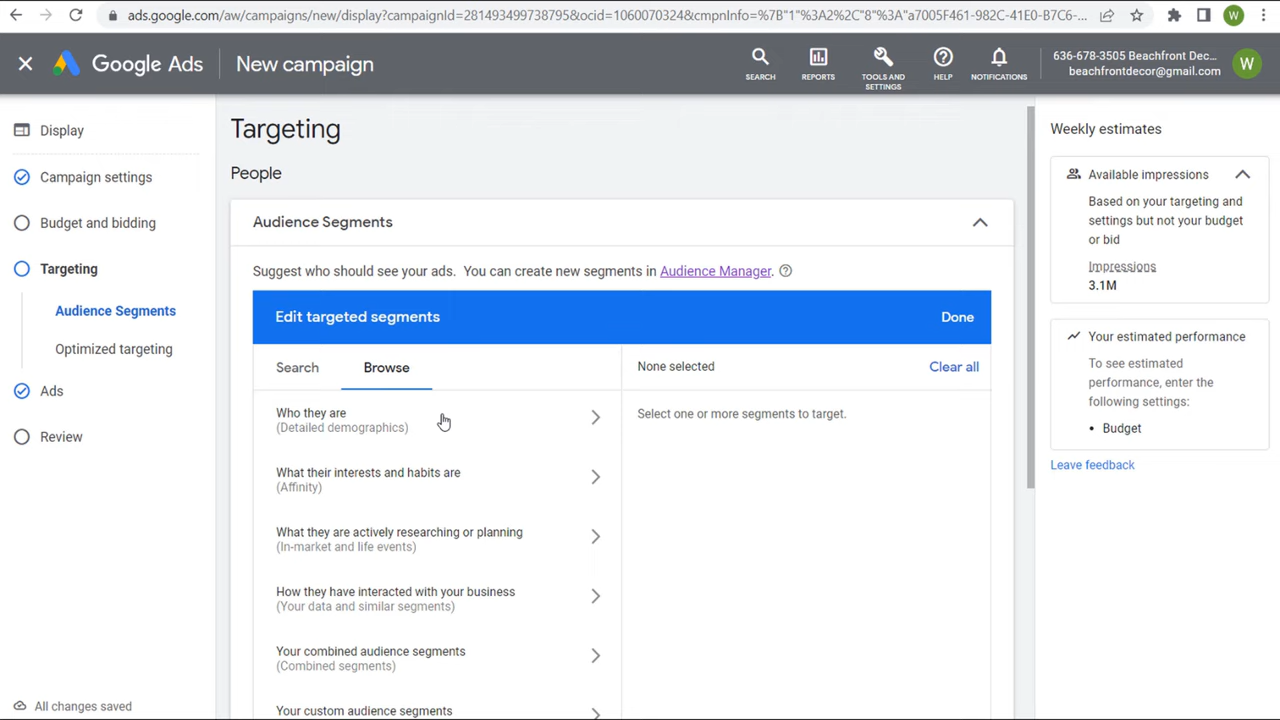 ads.google.com/aw/campaigns/new/display?campaignId=281493499738795&ocid=1060070324&cmpnInfo=%7B"1"%3A2%2C"8"%3A"a7005F461-982C-41E0-B7C6-...
W
Google Ads
New campaign
SEARCH
REPORTS
TOOLS AND
SETTINGS
HELP
NOTIFICATIONS
636-678-3505 Beachfront Dec...
beachfrontdecor@gmail.com
W
Display
Campaign settings
Budget and bidding
Targeting
Audience Segments
Optimized targeting
Ads
Review
All changes saved
Targeting
People
Audience Segments
Suggest who should see your ads. You can create new segments in Audience Manager.
Edit targeted segments
Done
Search
Browse
None selected
Clear all
Who they are
(Detailed demographics)
What their interests and habits are
(Affinity)
What they are actively researching or planning
(In-market and life events)
How they have interacted with your business
(Your data and similar segments)
Your combined audience segments
(Combined segments)
Your custom audience segments
Select one or more segments to target.
Weekly estimates
Available impressions
Based on your targeting and
settings but not your budget
or bid
Impressions
3.1M
Your estimated performance
To see estimated
performance, enter the
following settings:
• Budget
Leave feedback